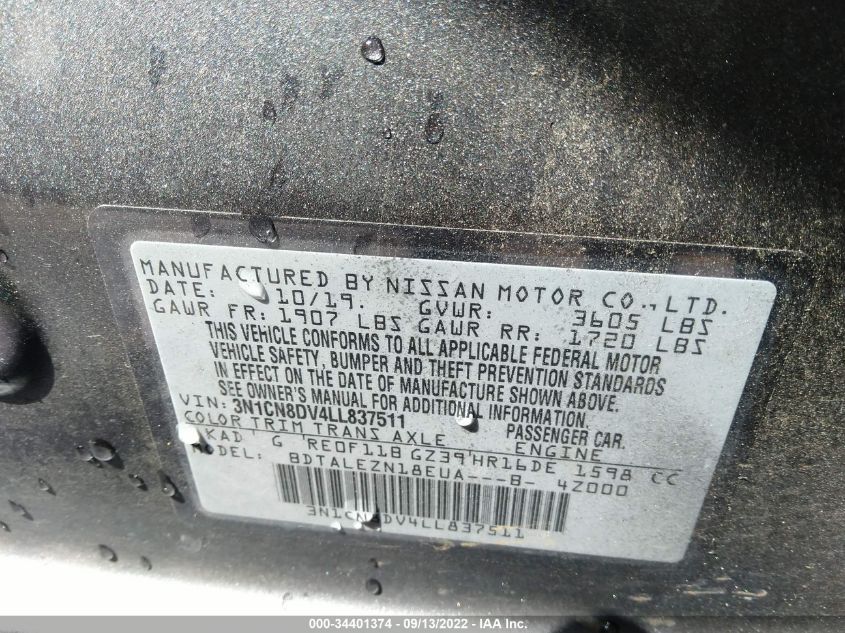 MANUFACTURED BY NISSAN MOTOR CO., LTD.
DATE: 10/19. GVWR: 3605 LBS
GAWR FR: 1907 LBS GAWR RR: 1720 LBS
THIS VEHICLE CONFORMS TO ALL APPLICABLE FEDERAL MOTOR
VEHICLE SAFETY, BUMPER AND THEFT PREVENTION STANDARDS
IN EFFECT ON THE DATE OF MANUFACTURE SHOWN ABOVE.
SEE OWNER'S MANUAL FOR ADDITIONAL INFORMATION.
VIN: 3N1CN8DV4LL837511 PASSENGER CAR.
COLOR TRIM TRANS AXLE ENGINE
KAD G RE0F11B GZ39 HR16DE 1598 CC
MODEL: BDTALEZN18EUA---B- 4Z000
3N1CN8DV4LL837511
000-34401374 - 09/13/2022 - IAA Inc.